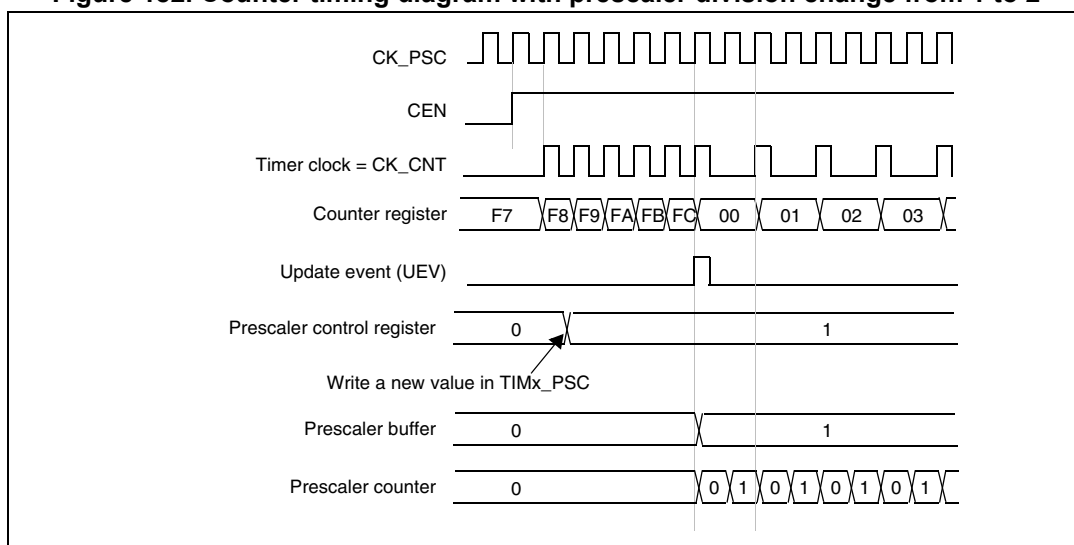 Figure 132. Counter timing diagram with prescaler division change from 1 to 2
CK_PSC
CEN
Timer clock = CK_CNT
Counter register F7 F8 F9 FA FB FC 00 01 02 03
Update event (UEV)
Prescaler control register 0 1
Write a new value in TIMx_PSC
Prescaler buffer 0 1
Prescaler counter 0 0 1 0 1 0 1 0 1